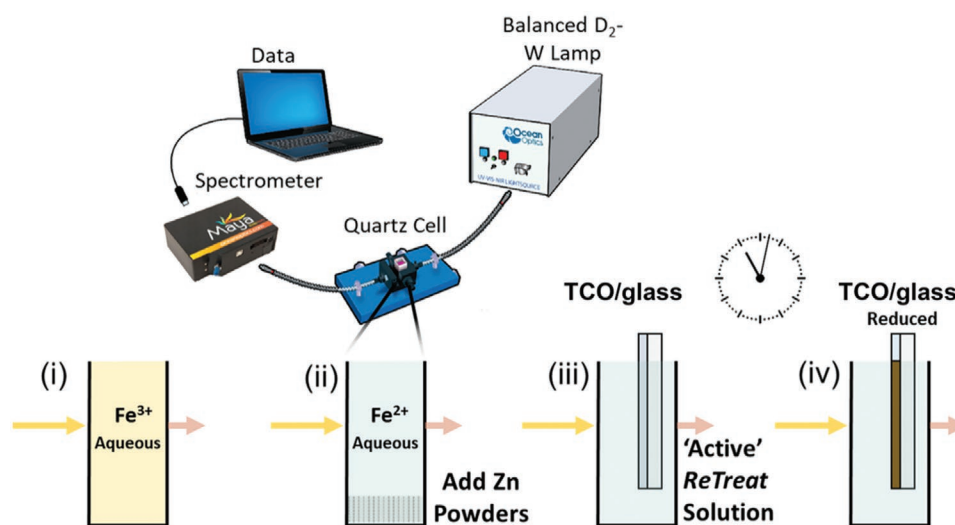 Balanced D₂-
W Lamp
Data
Ocean
Optics
UV-VIS-NIR LIGHTSOURCE
Spectrometer
Maya
Quartz Cell
TCO/glass
TCO/glass
Reduced
(i)
Fe³⁺
Aqueous
(ii)
Fe²⁺
Aqueous
Add Zn
Powders
(iii)
'Active'
ReTreat
Solution
(iv)